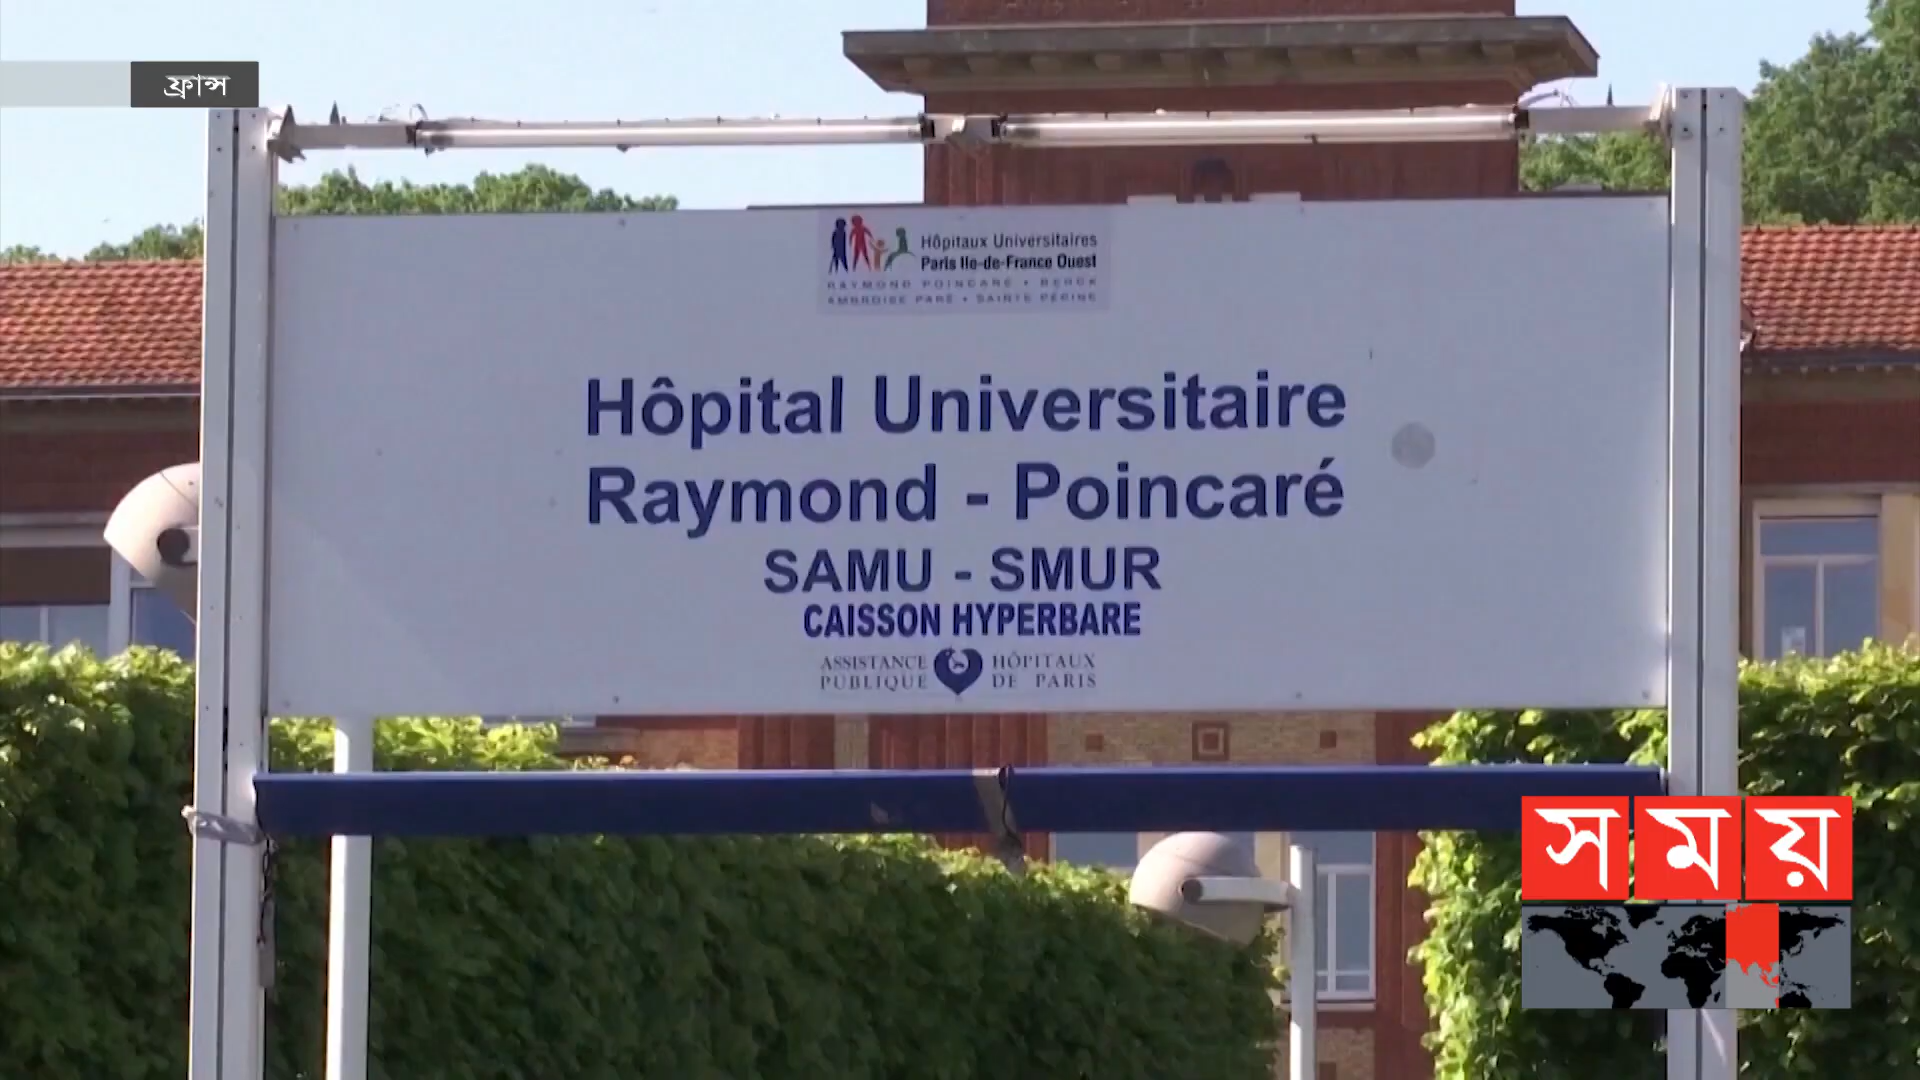 ফ্রান্স
Hôpitaux Universitaires
Paris Ile-de-France Ouest
RAYMOND POINCARÉ • BERCK
AMBROISE PARÉ • SAINTE PÉRINE
Hôpital Universitaire
Raymond - Poincaré
SAMU - SMUR
CAISSON HYPERBARE
ASSISTANCE HÔPITAUX
PUBLIQUE DE PARIS
সময়